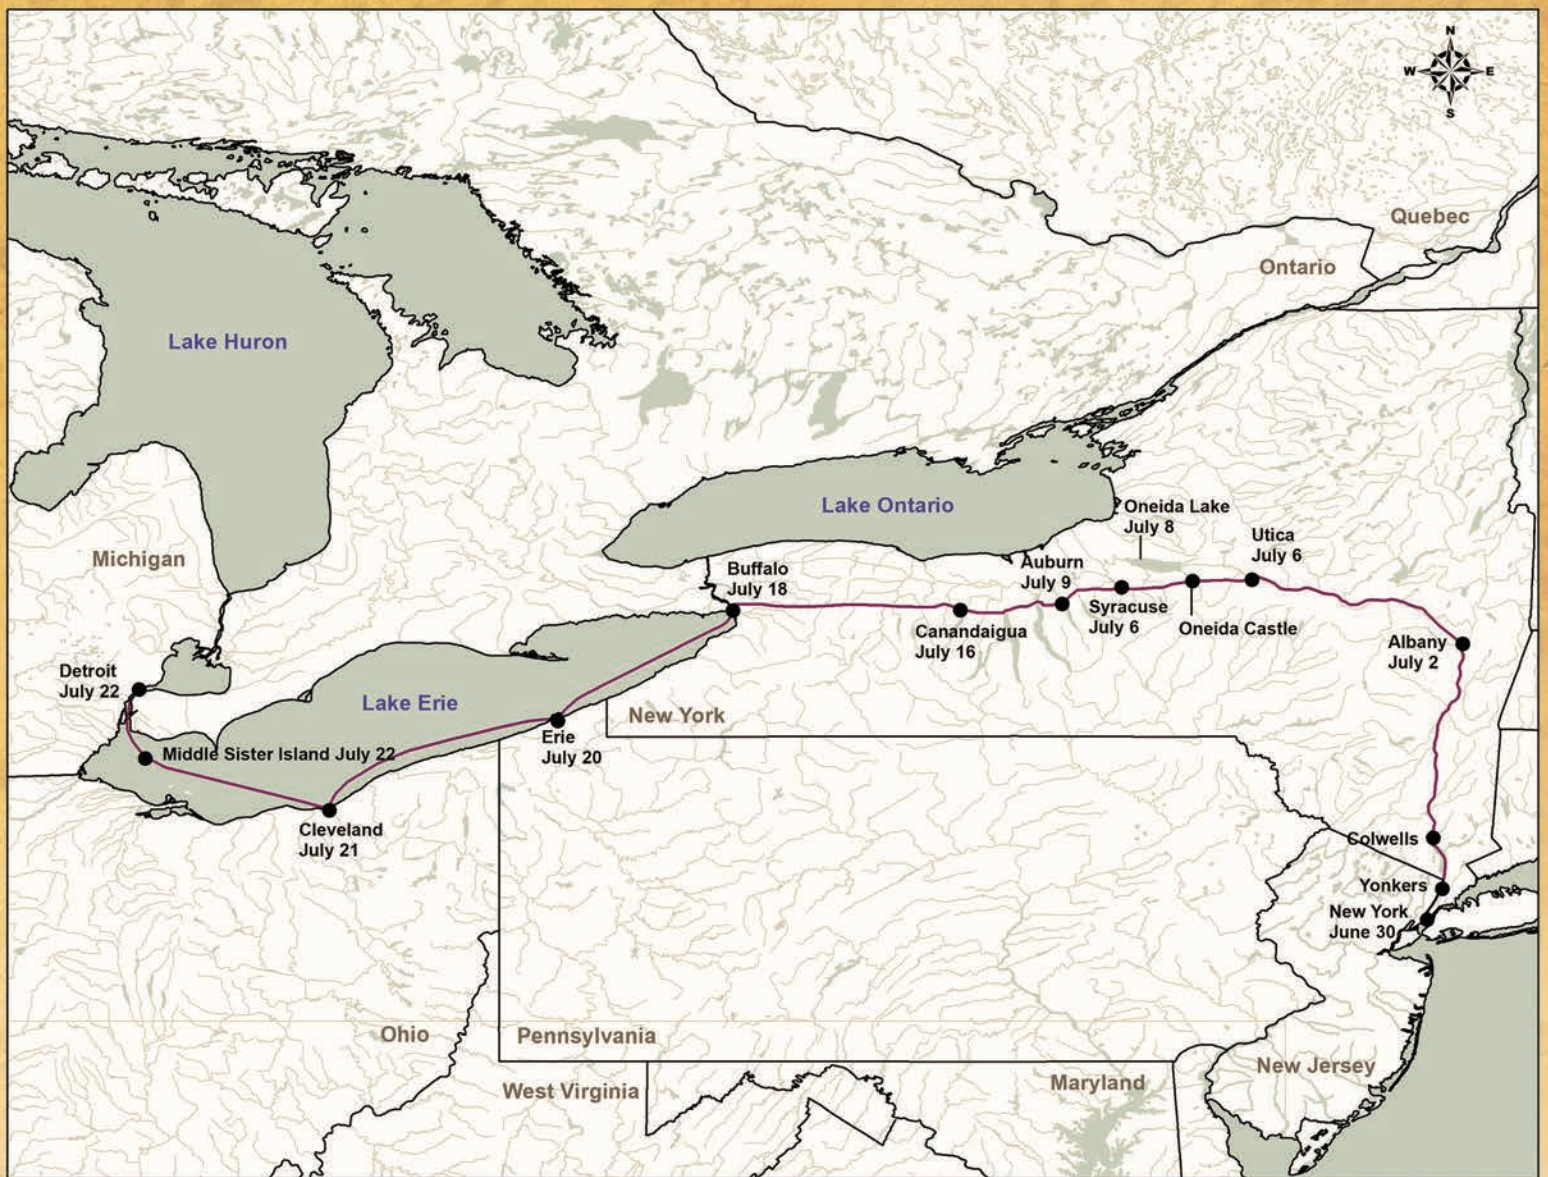 N
W
E
S
Quebec
Ontario
Lake Huron
Lake Ontario
Oneida Lake
July 8
Utica
July 6
Michigan
Buffalo
July 18
Auburn
July 9
Syracuse
July 6
Oneida Castle
Canandaigua
July 16
Albany
July 2
Detroit
July 22
Lake Erie
New York
Erie
July 20
Middle Sister Island July 22
Cleveland
July 21
Colwells
Yonkers
New York
June 30
Ohio
Pennsylvania
New Jersey
West Virginia
Maryland